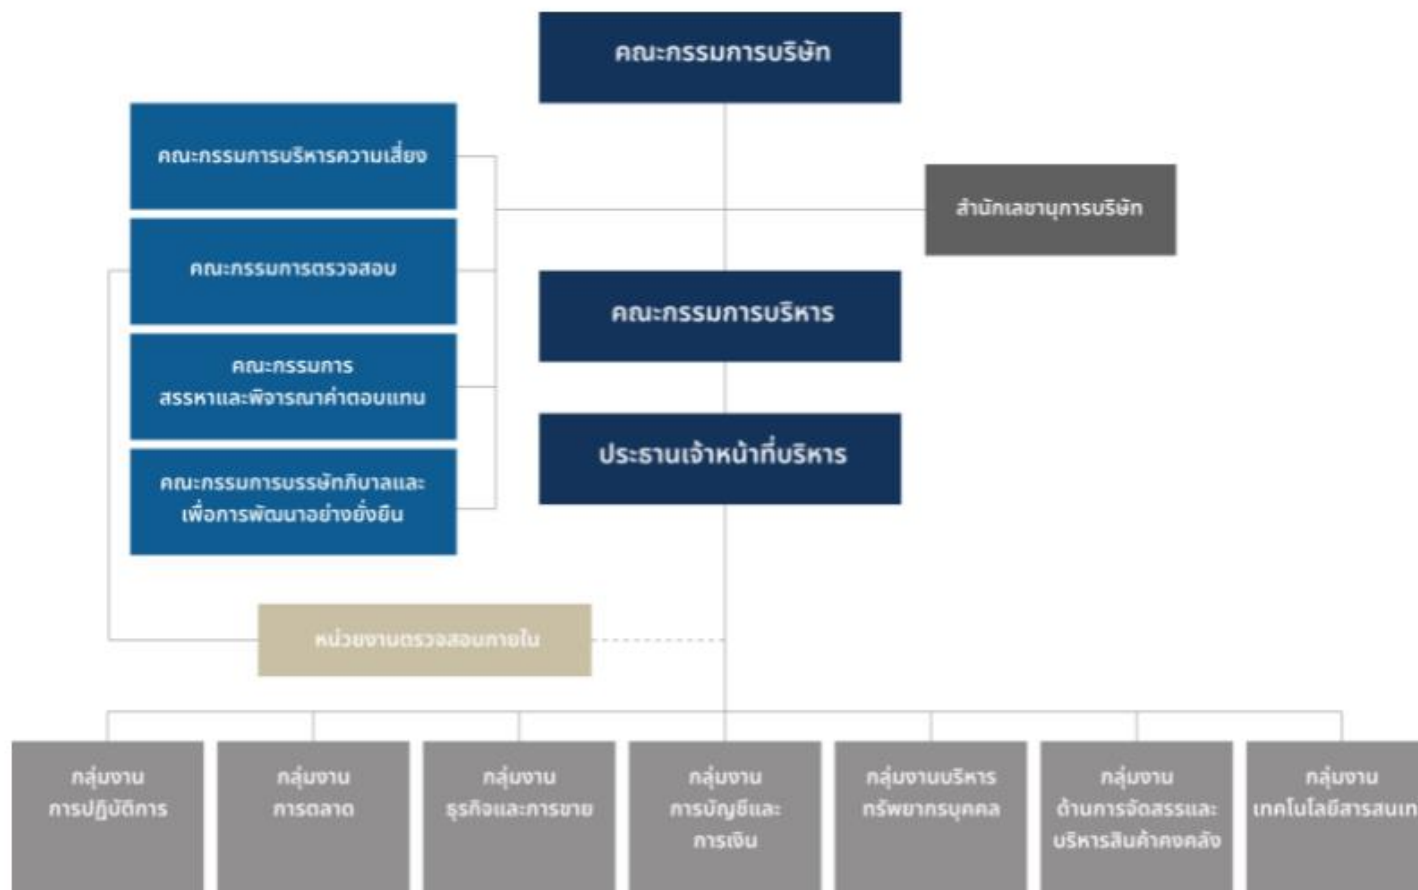 คณะกรรมการบริษัท
คณะกรรมการบริหารความเสี่ยง
สำนักเลขานุการบริษัท
คณะกรรมการตรวจสอบ
คณะกรรมการบริหาร
คณะกรรมการ
สรรหาและพิจารณาค่าตอบแทน
ประธานเจ้าหน้าที่บริหาร
คณะกรรมการบรรษัทภิบาลและ
เพื่อการพัฒนาอย่างยั่งยืน
หน่วยงานตรวจสอบภายใน
กลุ่มงาน
การปฏิบัติการ
กลุ่มงาน
การตลาด
กลุ่มงาน
ธุรกิจและการขาย
กลุ่มงาน
การบัญชีและ
การเงิน
กลุ่มงานบริหาร
ทรัพยากรบุคคล
กลุ่มงาน
ด้านการจัดสรรและ
บริหารสินค้าคงคลัง
กลุ่มงาน
เทคโนโลยีสารสนเท